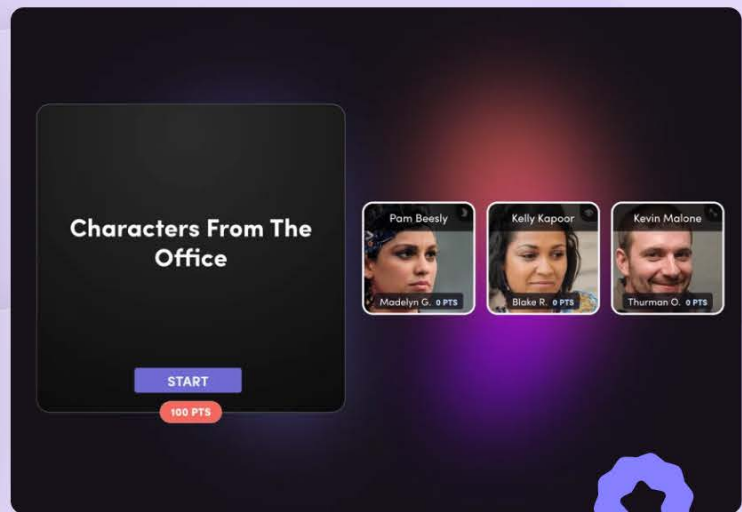 Characters From The
Office
START
100 PTS
Pam Beesly
Madelyn G. 0 PTS
Kelly Kapoor
Blake R. 0 PTS
Kevin Malone
Thurman O. 0 PTS